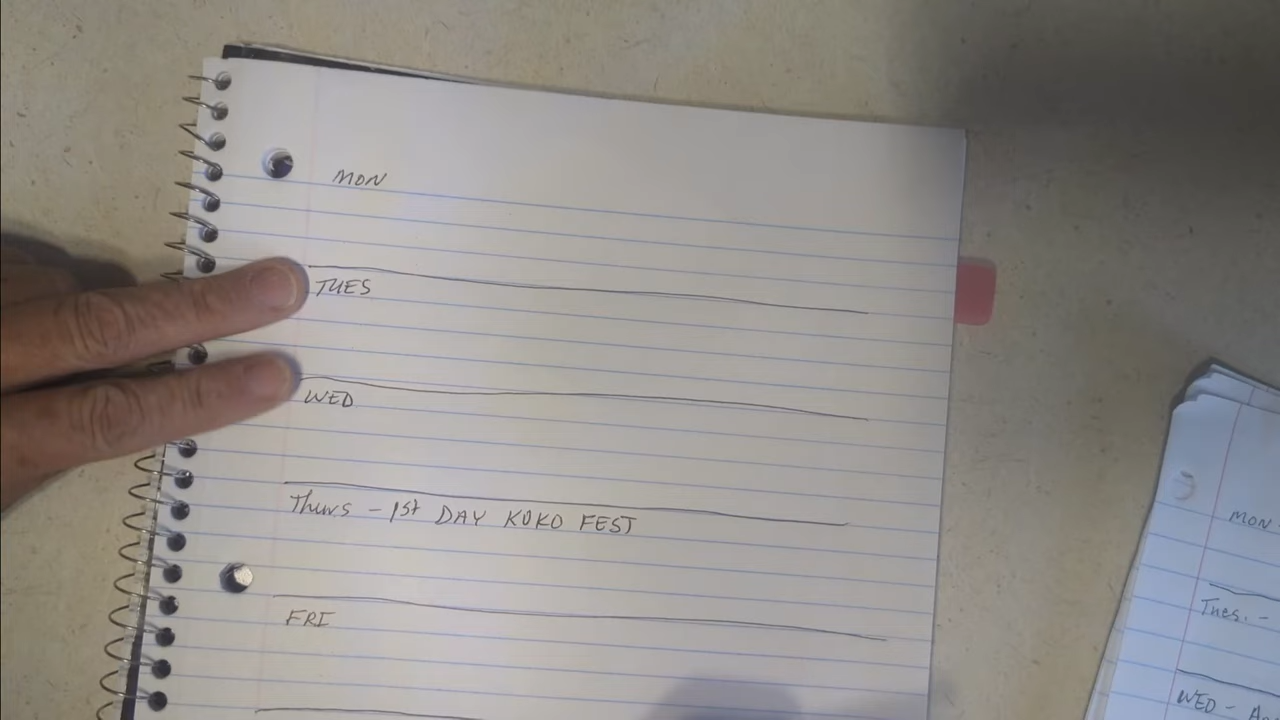 MON
TUES
WED
Thurs - 1st DAY KOKO FEST
FRI
MON
Tues. -
WED -